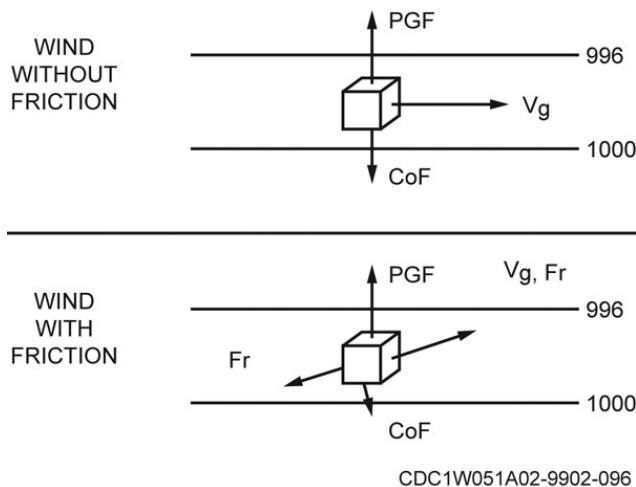 WIND
WITHOUT
FRICTION
PGF
996
Vg
1000
CoF
WIND
WITH
FRICTION
PGF
Vg, Fr
996
Fr
1000
CoF
CDC1W051A02-9902-096